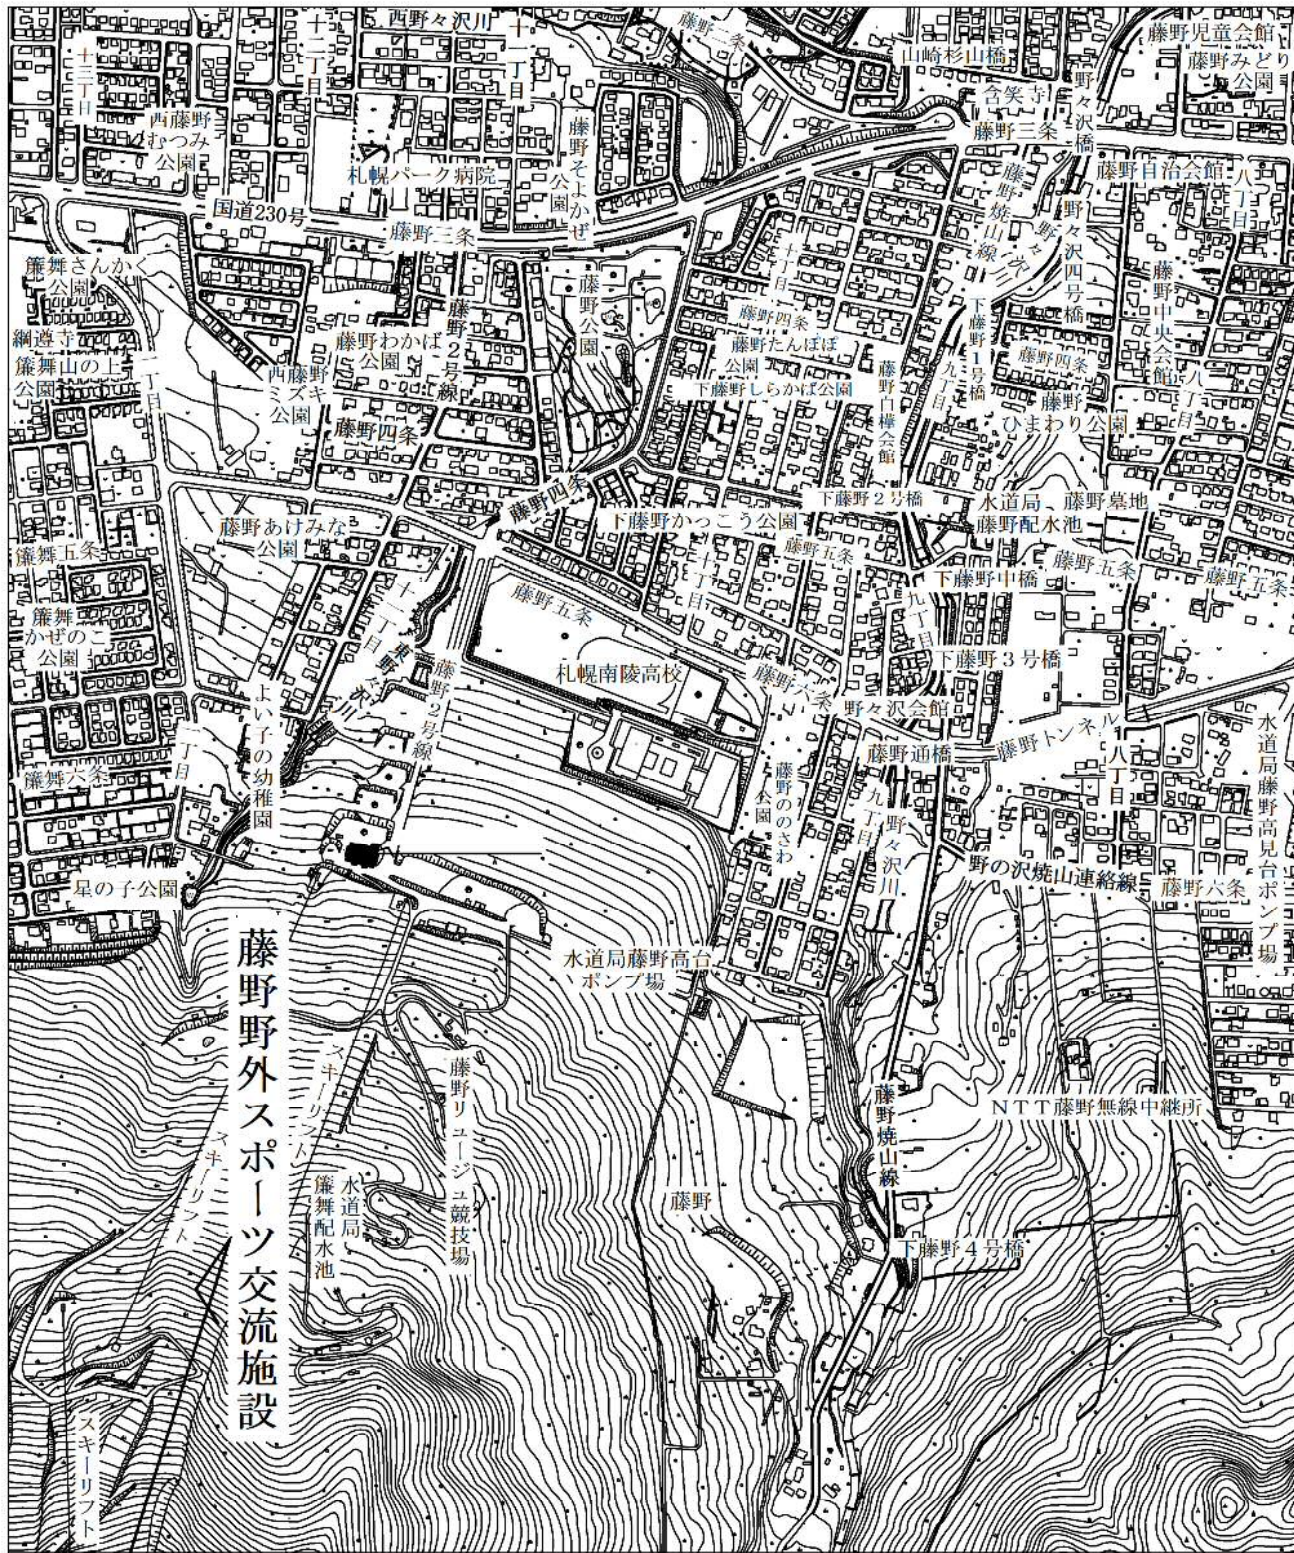 西野々沢川
十三丁目
十二丁目
十一丁目
藤野二条
山崎杉山橋
藤野児童会館
藤野みどり
公園
含笑寺
野々沢橋
西藤野
むつみ
公園
藤野そよかぜ
公園
藤野三条
札幌パーク病院
藤野自治会館
八丁目
国道230号
藤野三条
藤野焼山線
野々沢川
野々沢四号橋
簾舞さんかく
公園
十丁目
藤野中央会館
藤野公園
藤野2号線
下藤野1号橋
綱遵寺
簾舞山の上
公園
一丁目
藤野わかば
公園
西藤野
ミズキ
公園
藤野四条
藤野たんぽぽ
公園
下藤野しらかば公園
藤野白樺会館
九丁目
藤野四条
藤野
ひまわり公園
八丁目
藤野四条
藤野四条
下藤野2号橋
水道局
藤野配水池
藤野墓地
藤野あけみな
公園
下藤野かっこう公園
簾舞五条
藤野五条
藤野五条
藤野五条
下藤野中橋
十一丁目
藤野五条
十丁目
九丁目
簾舞
かぜのこ
公園
東野々沢川
藤野2号線
札幌南陵高校
藤野六条
下藤野3号橋
野々沢会館
よい子の幼稚園
一丁目
藤野通橋
藤野トンネル
八丁目
水道局藤野高見台ポンプ場
簾舞六条
藤野ののさわ
公園
九丁目
野々沢川
星の子公園
野の沢焼山連絡線
藤野六条
藤野野外スポーツ交流施設
水道局藤野高台
ポンプ場
スキーリフト
藤野リュージュ競技場
藤野焼山線
NTT藤野無線中継所
スキーリフト
水道局
簾舞配水池
藤野
下藤野4号橋
スキーリフト